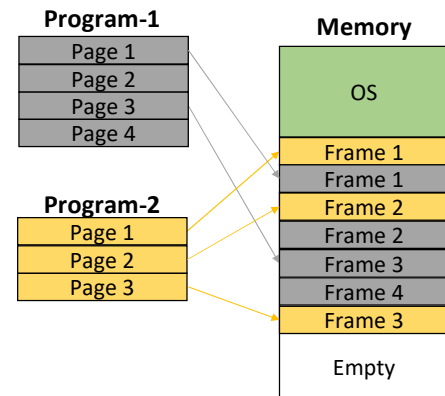 Program-1
Page 1
Page 2
Page 3
Page 4
Program-2
Page 1
Page 2
Page 3
Memory
OS
Frame 1
Frame 1
Frame 2
Frame 2
Frame 3
Frame 4
Frame 3
Empty